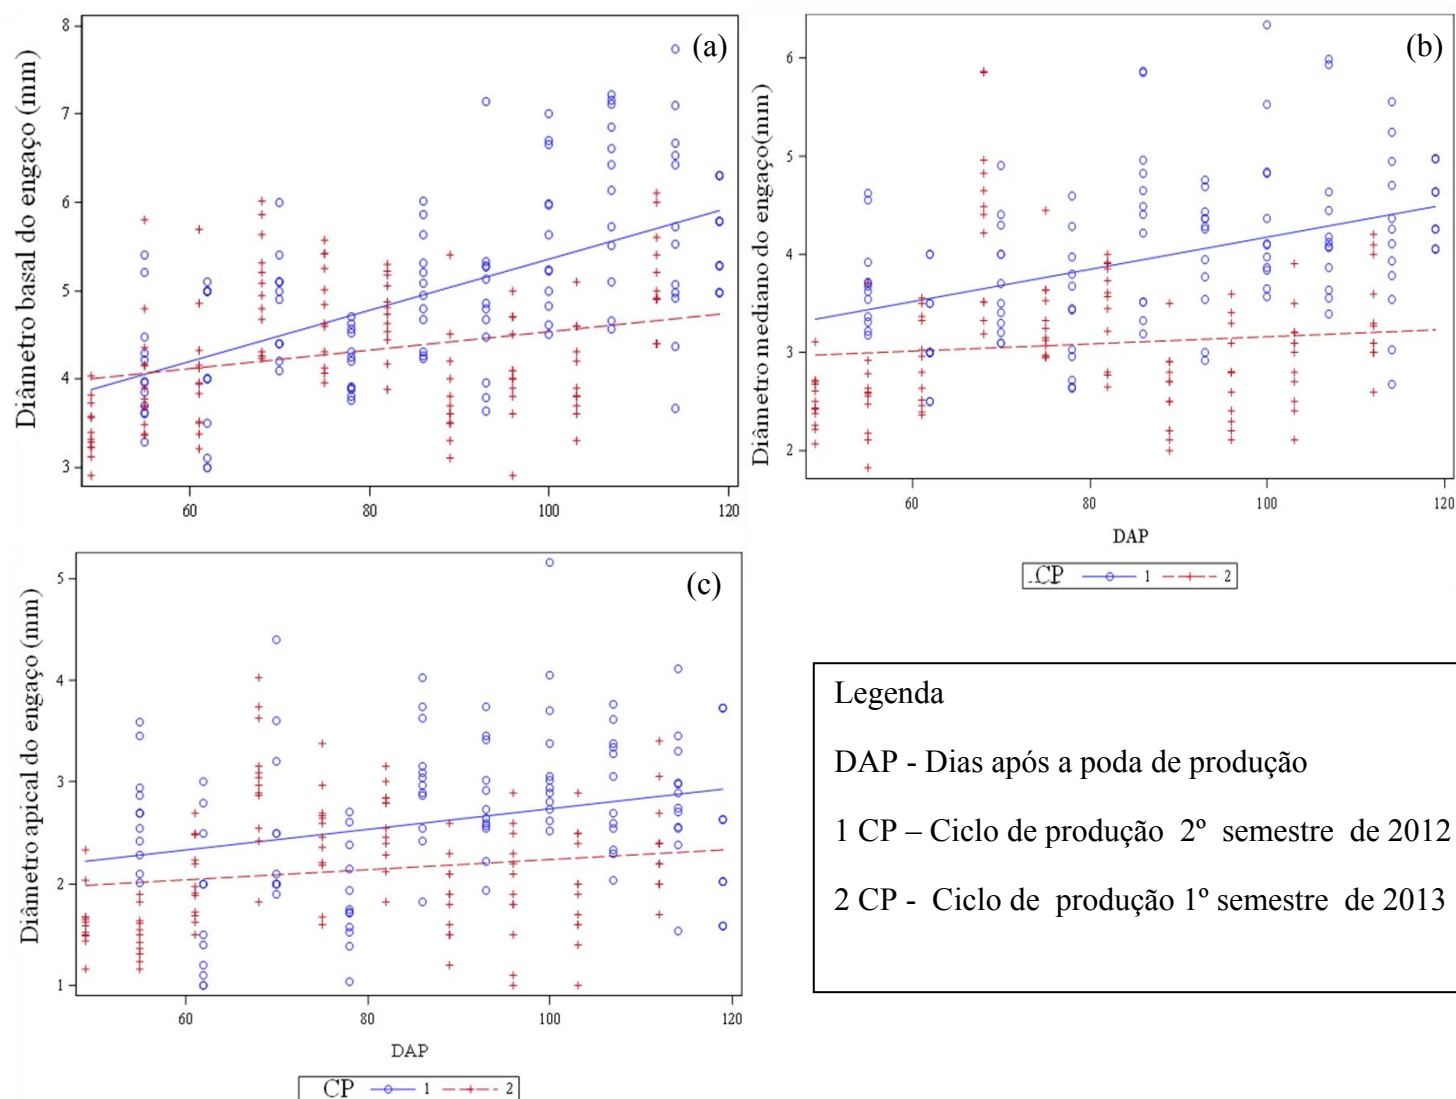 (a)
Diâmetro basal do engaço (mm)
8
7
6
5
4
3
60 80 100 120
(b)
Diâmetro mediano do engaço(mm)
6
5
4
3
2
60 80 100 120
DAP
CP 1 2
(c)
Diâmetro apical do engaço (mm)
5
4
3
2
1
60 80 100 120
DAP
CP 1 2
Legenda
DAP - Dias após a poda de produção
1 CP – Ciclo de produção 2º semestre de 2012
2 CP - Ciclo de produção 1º semestre de 2013